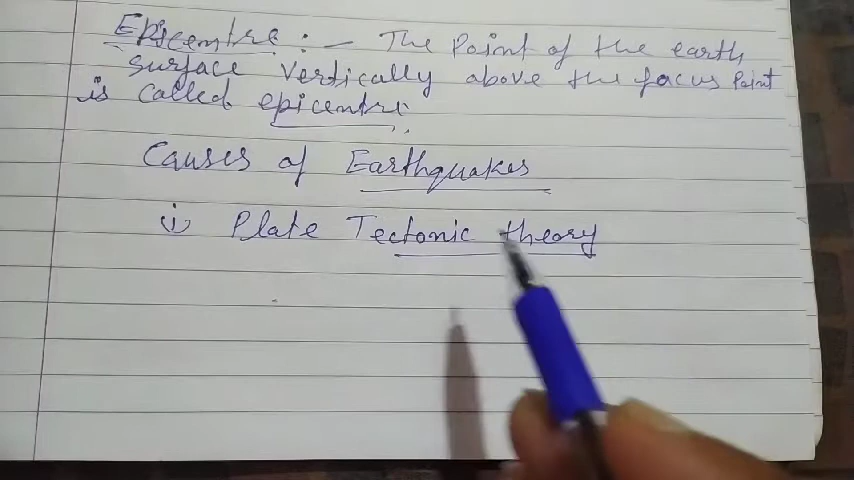 Epicentre :- The Point of the earth
surface vertically above the focus Point
is called epicentre
Causes of Earthquakes
(i) Plate Tectonic theory